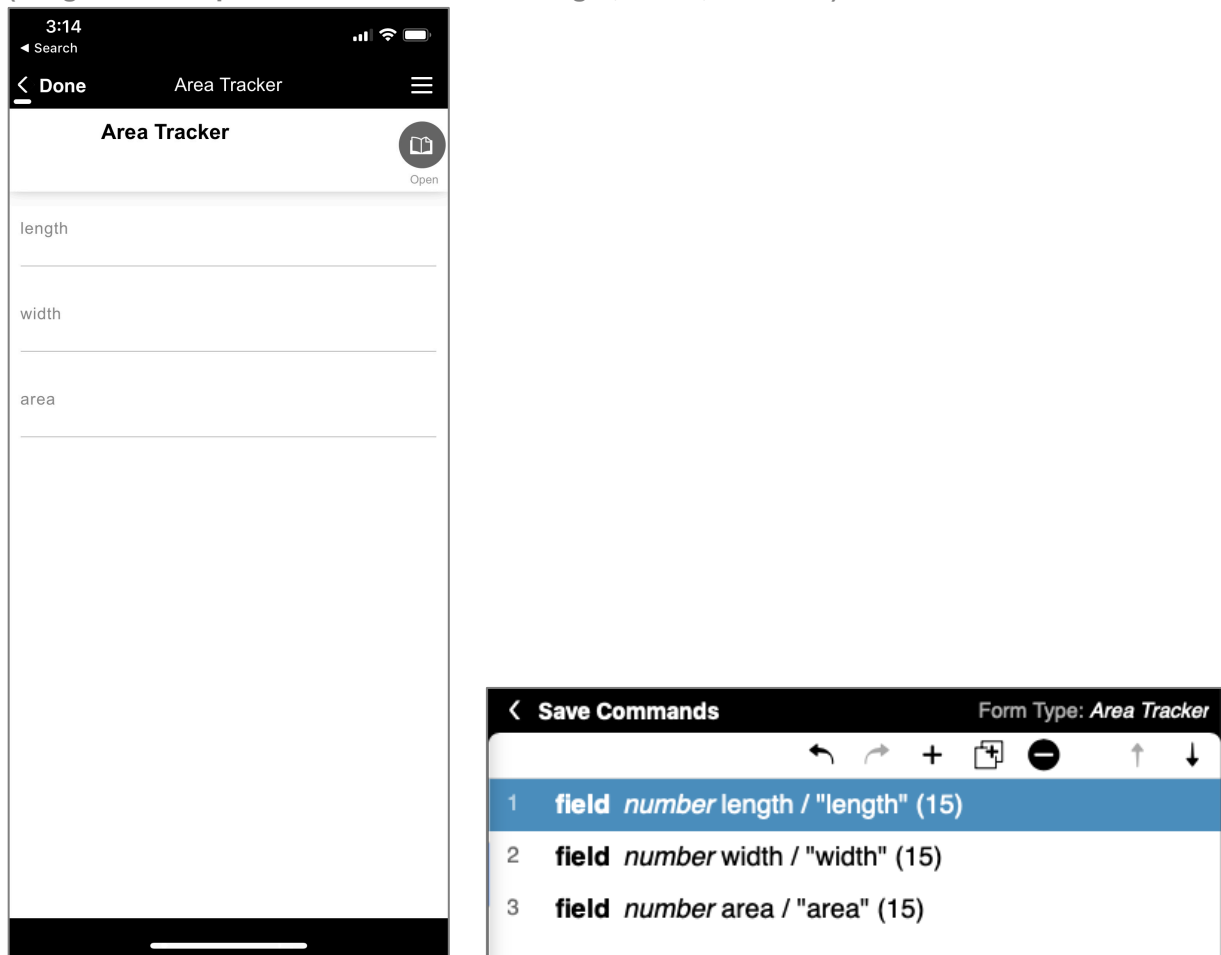 3:14
◀ Search
Done Area Tracker
Area Tracker
Open
length
width
area
Save Commands Form Type: Area Tracker
1 field number length / "length" (15)
2 field number width / "width" (15)
3 field number area / "area" (15)